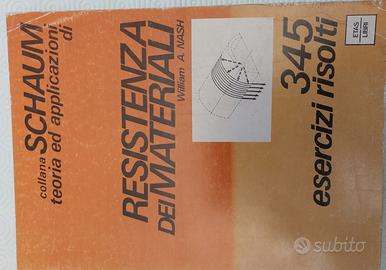 collana
SCHAUM
teoria ed applicazioni di
RESISTENZA
DEI MATERIALI
William A. NASH
345
esercizi risolti
ETAS
LIBRI
subito